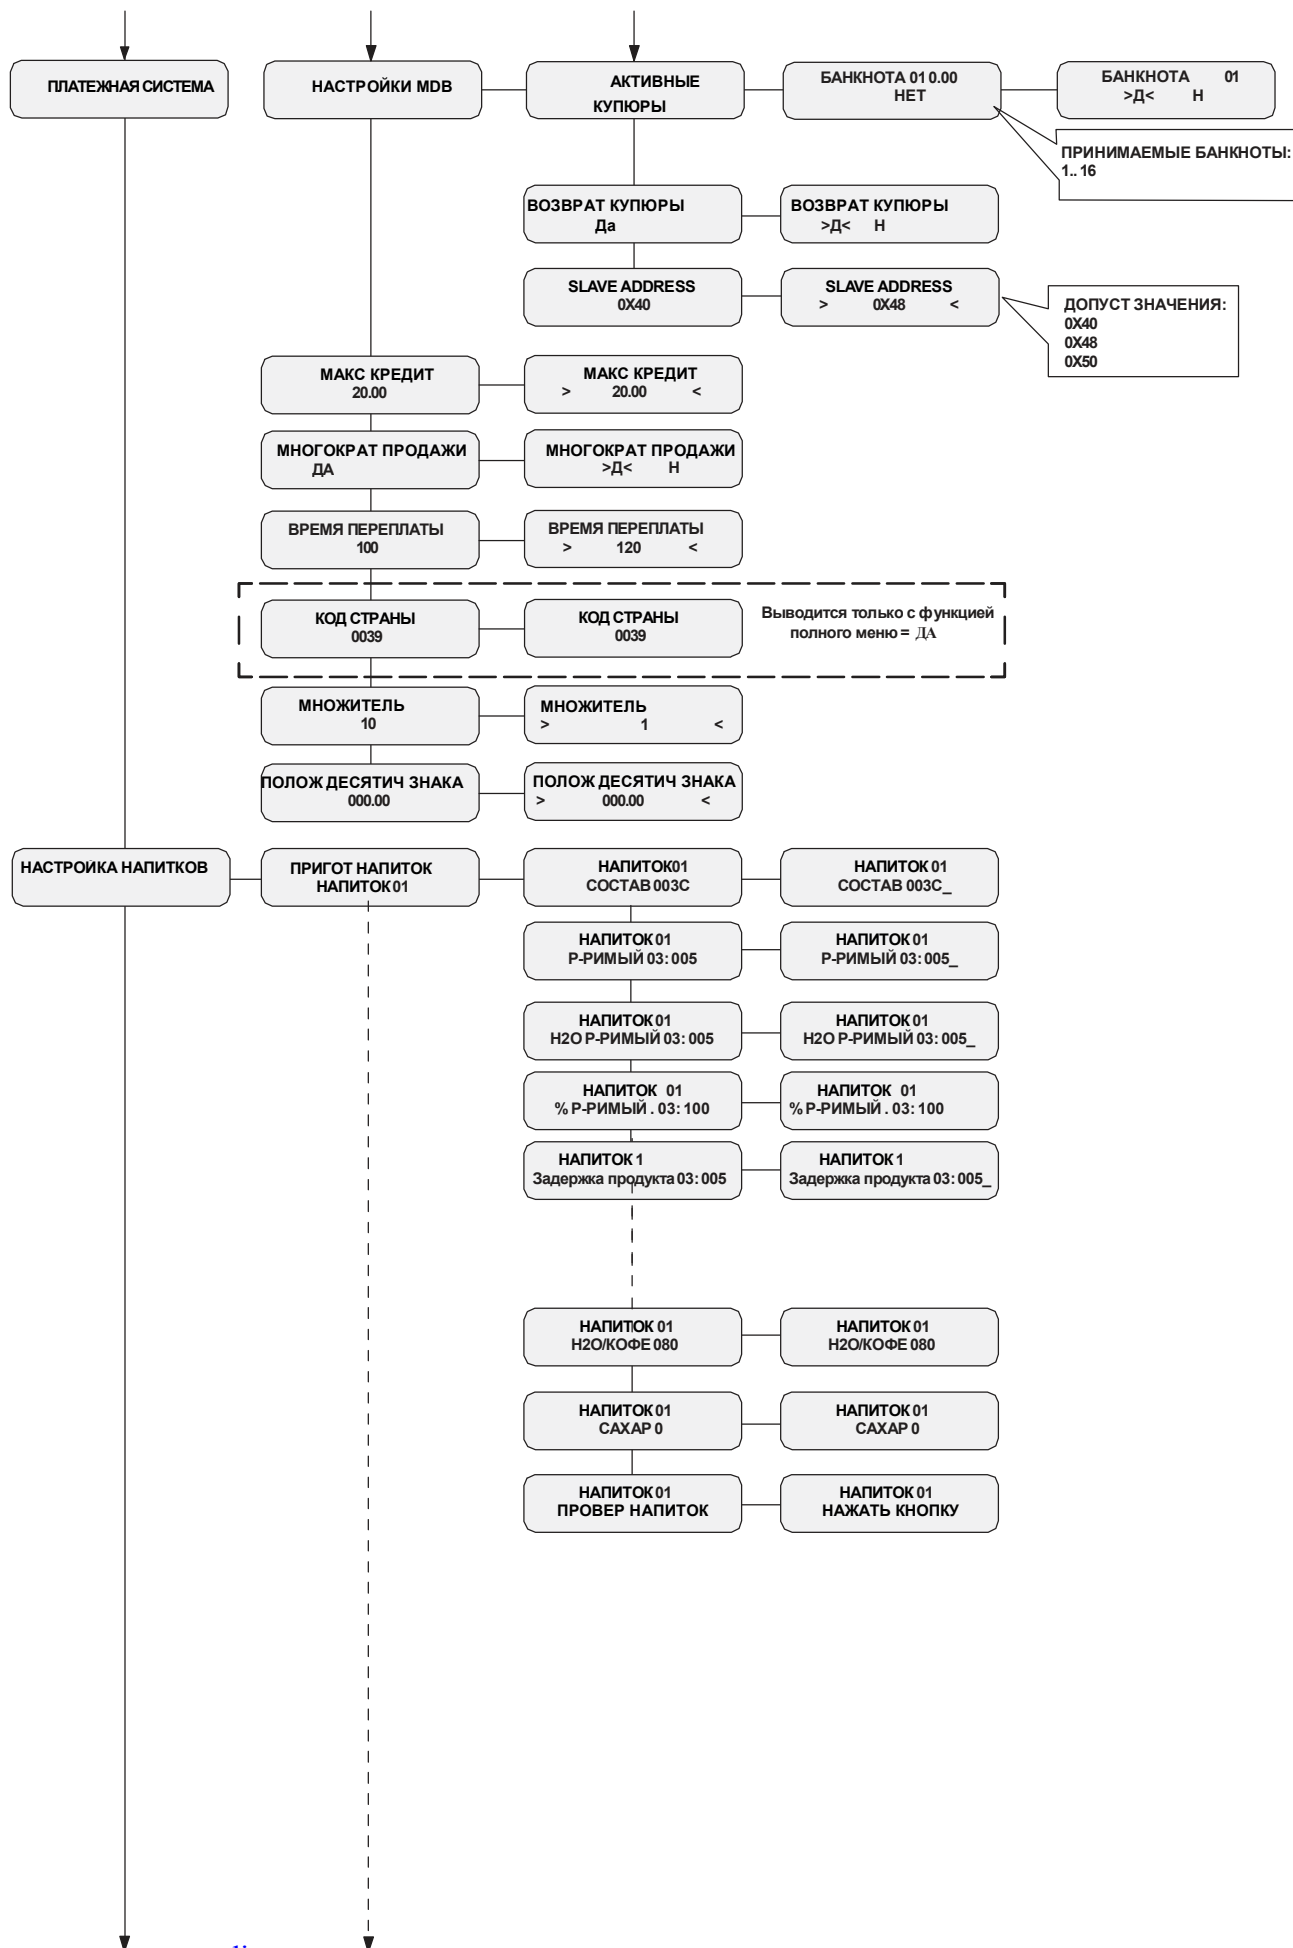 ПЛАТЕЖНАЯ СИСТЕМА
НАСТРОЙКИ MDB
АКТИВНЫЕ
КУПЮРЫ
БАНКНОТА 01 0.00
НЕТ
БАНКНОТА 01
>Д< Н
ПРИНИМАЕМЫЕ БАНКНОТЫ:
1.. 16
ВОЗВРАТ КУПЮРЫ
Да
ВОЗВРАТ КУПЮРЫ
>Д< Н
SLAVE ADDRESS
0X40
SLAVE ADDRESS
> 0X48 <
ДОПУСТ ЗНАЧЕНИЯ:
0X40
0X48
0X50
МАКС КРЕДИТ
20.00
МАКС КРЕДИТ
> 20.00 <
МНОГОКРАТ ПРОДАЖИ
ДА
МНОГОКРАТ ПРОДАЖИ
>Д< Н
ВРЕМЯ ПЕРЕПЛАТЫ
100
ВРЕМЯ ПЕРЕПЛАТЫ
> 120 <
КОД СТРАНЫ
0039
КОД СТРАНЫ
0039
Выводится только с функцией
полного меню = ДА
МНОЖИТЕЛЬ
10
МНОЖИТЕЛЬ
> 1 <
ПОЛОЖ ДЕСЯТИЧ ЗНАКА
000.00
ПОЛОЖ ДЕСЯТИЧ ЗНАКА
> 000.00 <
НАСТРОЙКА НАПИТКОВ
ПРИГОТ НАПИТОК
НАПИТОК 01
НАПИТОК01
СОСТАВ 003C
НАПИТОК 01
СОСТАВ 003C_
НАПИТОК 01
Р-РИМЫЙ 03: 005
НАПИТОК 01
Р-РИМЫЙ 03: 005_
НАПИТОК 01
H2O Р-РИМЫЙ 03: 005
НАПИТОК 01
H2O Р-РИМЫЙ 03: 005_
НАПИТОК 01
% Р-РИМЫЙ . 03: 100
НАПИТОК 01
% Р-РИМЫЙ . 03: 100
НАПИТОК 1
Задержка продукта 03: 005
НАПИТОК 1
Задержка продукта 03: 005_
НАПИТОК 01
H2O/КОФЕ 080
НАПИТОК 01
H2O/КОФЕ 080
НАПИТОК 01
САХАР 0
НАПИТОК 01
САХАР 0
НАПИТОК 01
ПРОВЕР НАПИТОК
НАПИТОК 01
НАЖАТЬ КНОПКУ